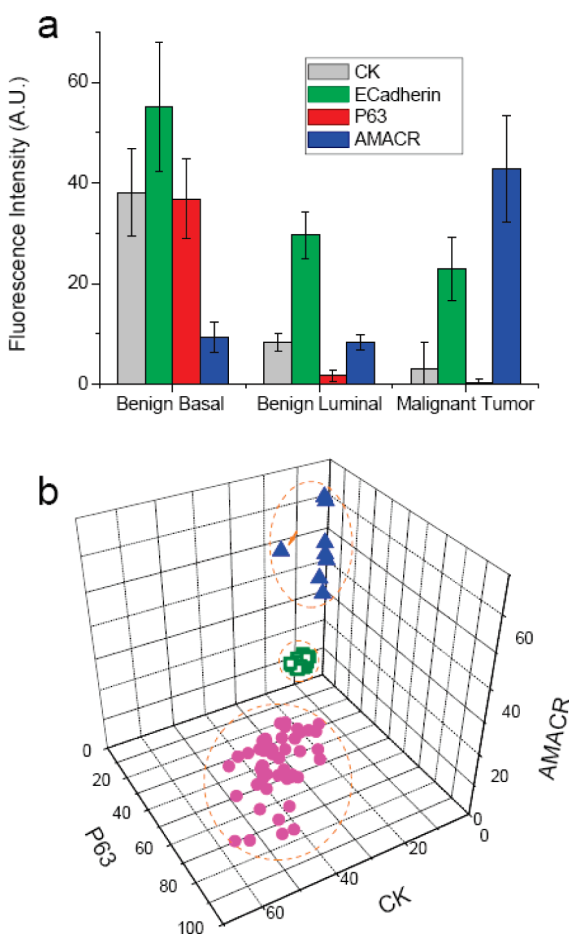 a
Fluorescence Intensity (A.U.)
60
40
20
0
CK
ECadherin
P63
AMACR
Benign Basal
Benign Luminal
Malignant Tumor
b
0
20
40
60
80
100
P63
60
40
20
0
CK
0
20
40
60
AMACR